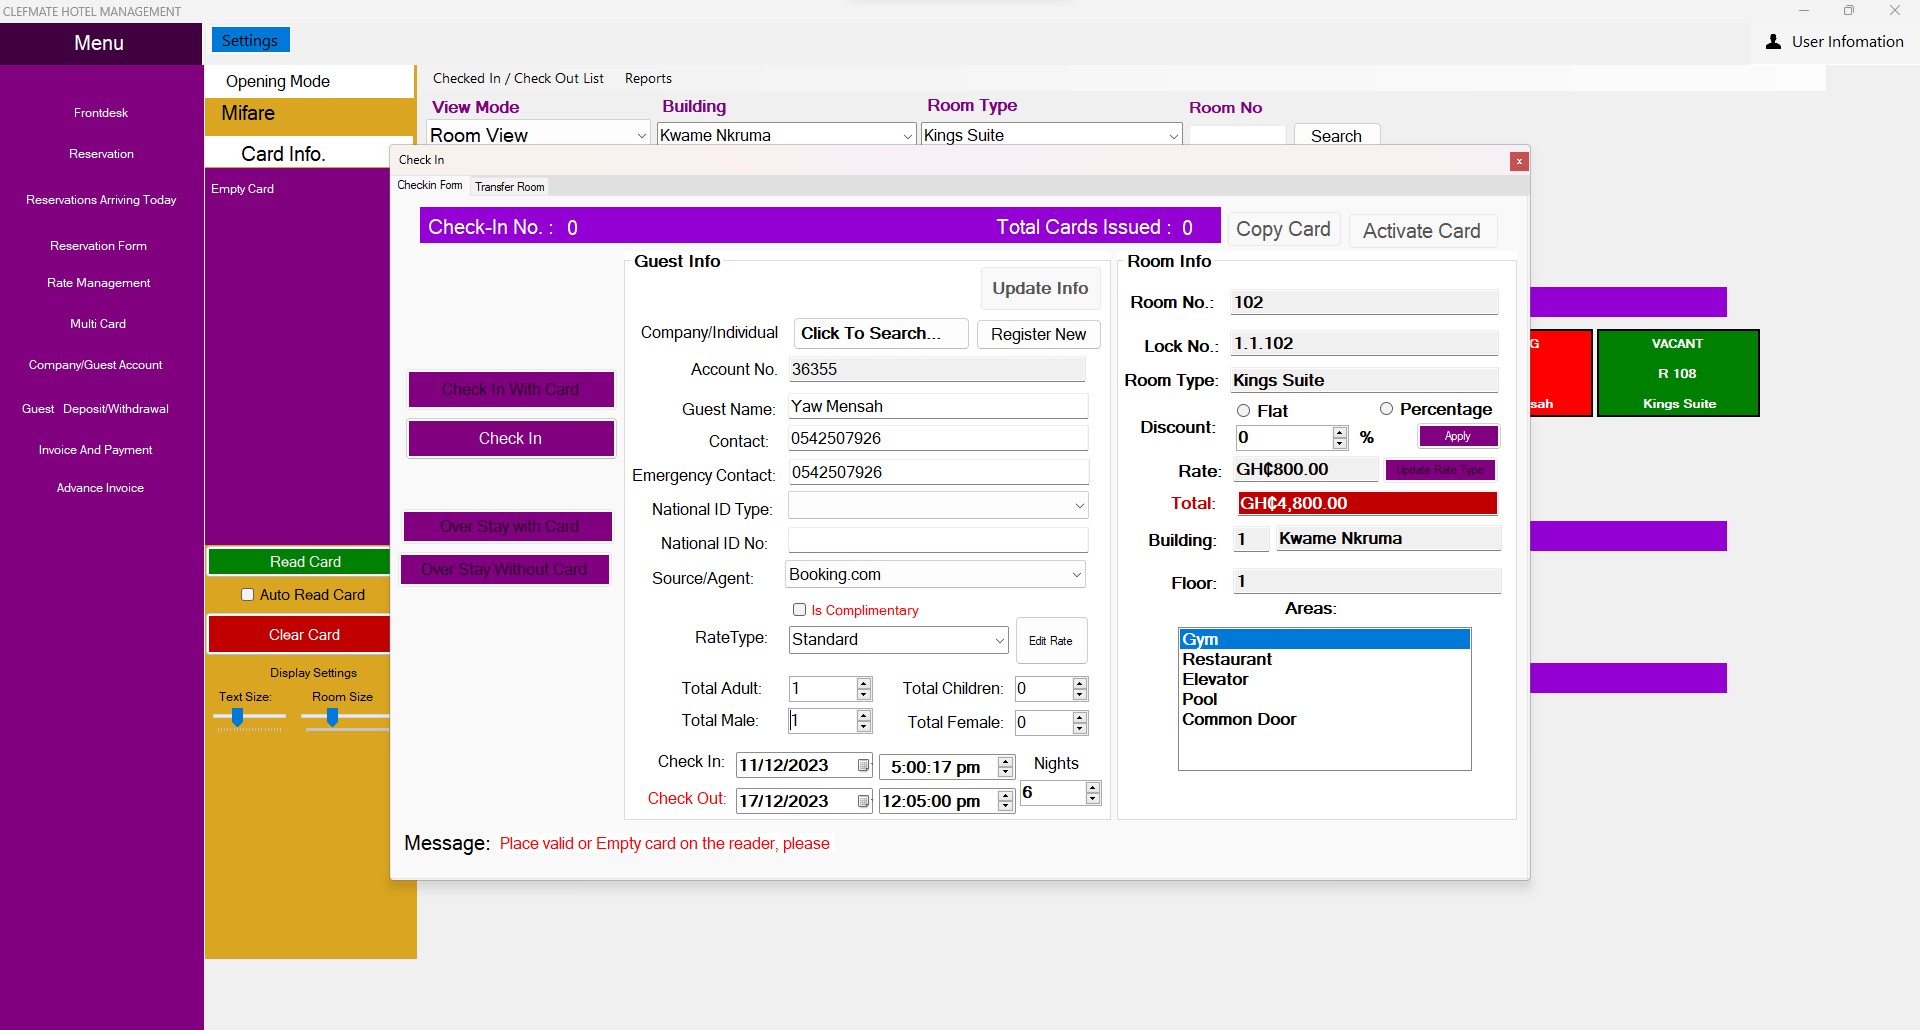 CLEFMATE HOTEL MANAGEMENT
Menu
Settings
User Infomation
Frontdesk
Reservation
Reservations Arriving Today
Reservation Form
Rate Management
Multi Card
Company/Guest Account
Guest Deposit/Withdrawal
Invoice And Payment
Advance Invoice
Opening Mode
Mifare
Card Info.
Empty Card
Read Card
Auto Read Card
Clear Card
Display Settings
Text Size: Room Size
Checked In / Check Out List Reports
View Mode Building Room Type Room No
Room View Kwame Nkruma Kings Suite Search
Check In x
Checkin Form Transfer Room
Check-In No. : 0 Total Cards Issued : 0 Copy Card Activate Card
Check In With Card
Check In
Over Stay with Card
Over Stay Without Card
Guest Info
Update Info
Company/Individual Click To Search... Register New
Account No. 36355
Guest Name: Yaw Mensah
Contact: 0542507926
Emergency Contact: 0542507926
National ID Type:
National ID No:
Source/Agent: Booking.com
Is Complimentary
RateType: Standard Edit Rate
Total Adult: 1 Total Children: 0
Total Male: 1 Total Female: 0
Check In: 11/12/2023 5:00:17 pm Nights
Check Out: 17/12/2023 12:05:00 pm 6
Room Info
Room No.: 102
Lock No.: 1.1.102
Room Type: Kings Suite
Flat Percentage
Discount: 0 % Apply
Rate: GH₵800.00 Update Rate Type
Total: GH₵4,800.00
Building: 1 Kwame Nkruma
Floor: 1
Areas:
Gym
Restaurant
Elevator
Pool
Common Door
Message: Place valid or Empty card on the reader, please
G
sah
VACANT
R 108
Kings Suite